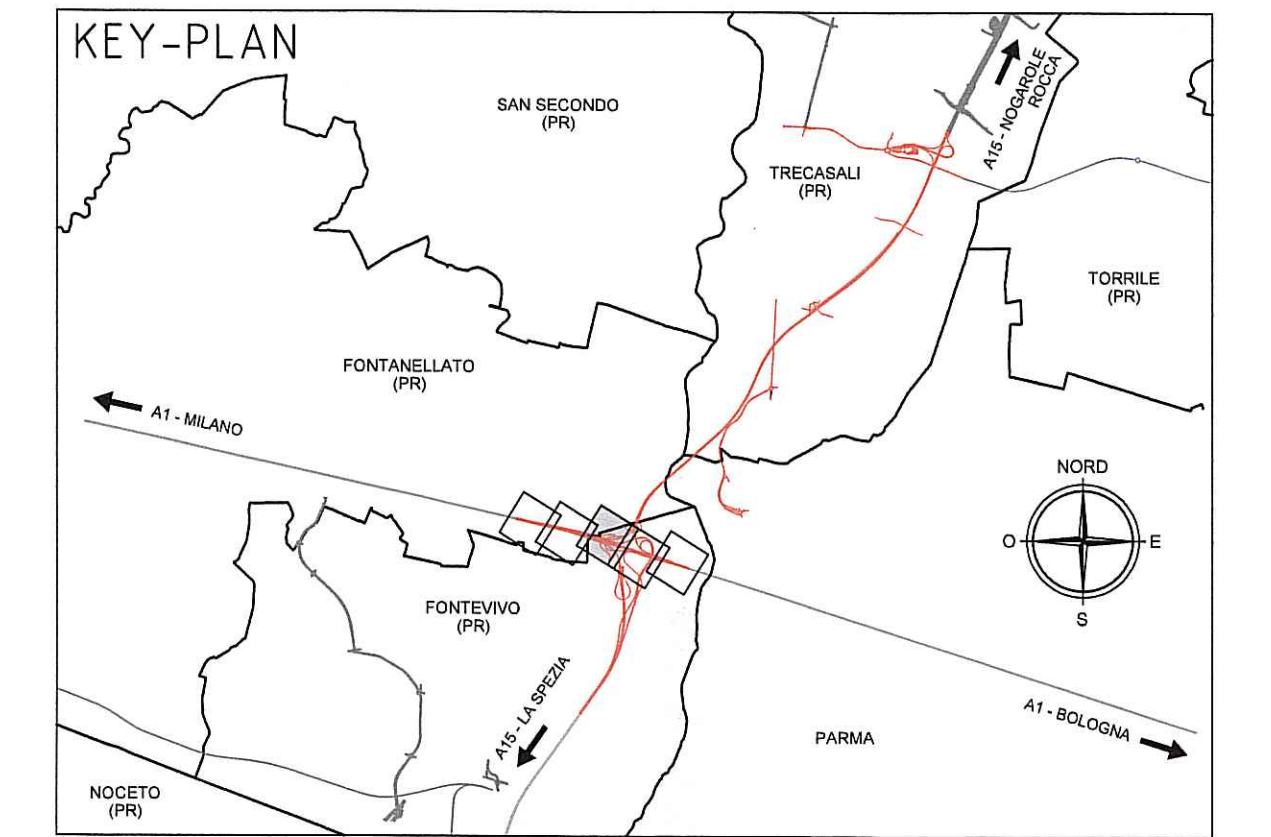 KEY-PLAN
SAN SECONDO
(PR)
A15 - NOGAROLE
ROCCA
TRECASALI
(PR)
TORRILE
(PR)
FONTANELLATO
(PR)
A1 - MILANO
NORD
O
E
S
FONTEVIVO
(PR)
A15 - LA SPEZIA
A1 - BOLOGNA
PARMA
NOCETO
(PR)